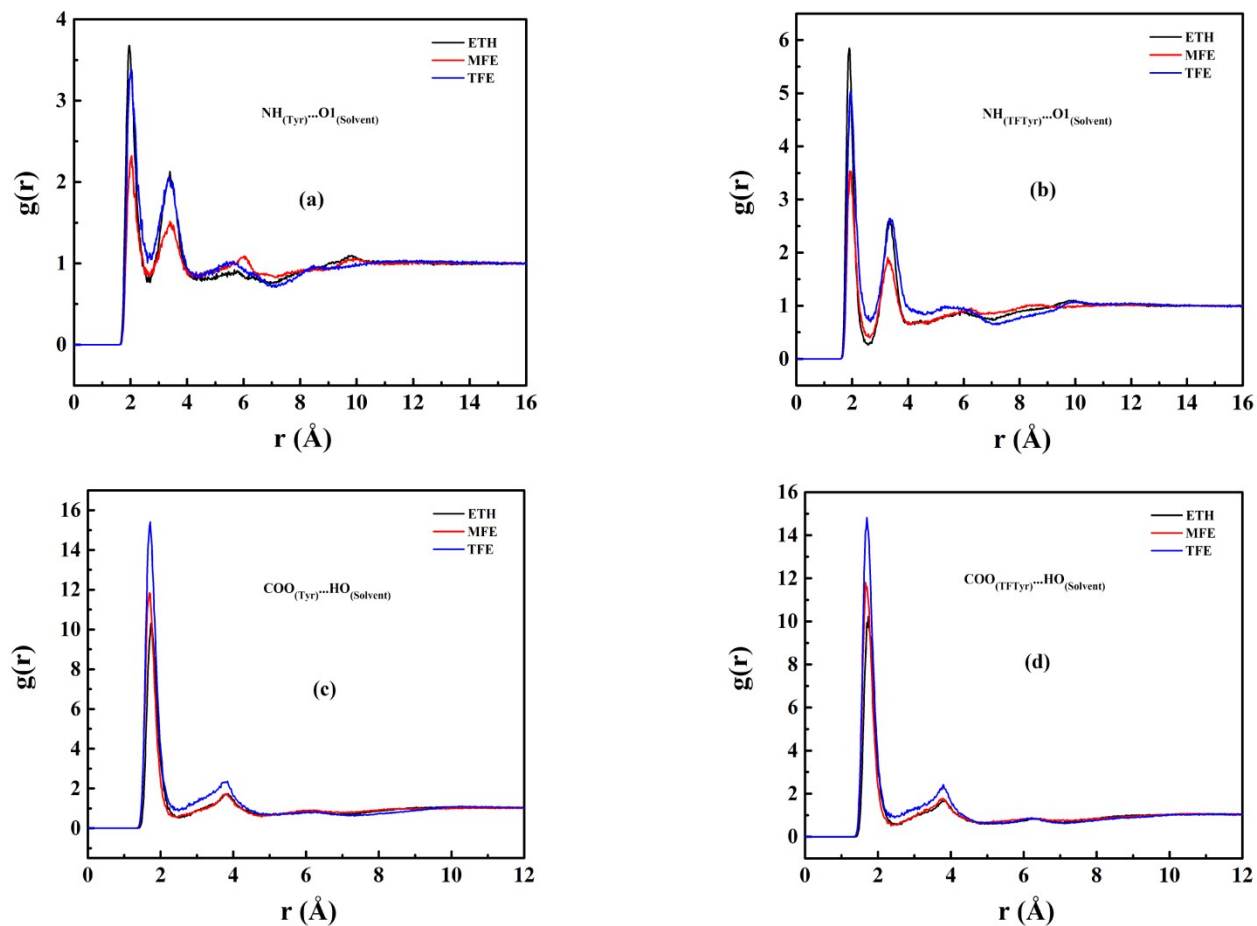 4
3
2
1
0
g(r)
ETH
MFE
TFE
NH(Tyr)...O1(Solvent)
(a)
0 2 4 6 8 10 12 14 16
r (Å)
6
5
4
3
2
1
0
g(r)
ETH
MFE
TFE
NH(TFTyr)...O1(Solvent)
(b)
0 2 4 6 8 10 12 14 16
r (Å)
16
14
12
10
8
6
4
2
0
g(r)
ETH
MFE
TFE
COO(Tyr)...HO(Solvent)
(c)
0 2 4 6 8 10 12
r (Å)
16
14
12
10
8
6
4
2
0
g(r)
ETH
MFE
TFE
COO(TFTyr)...HO(Solvent)
(d)
0 2 4 6 8 10 12
r (Å)